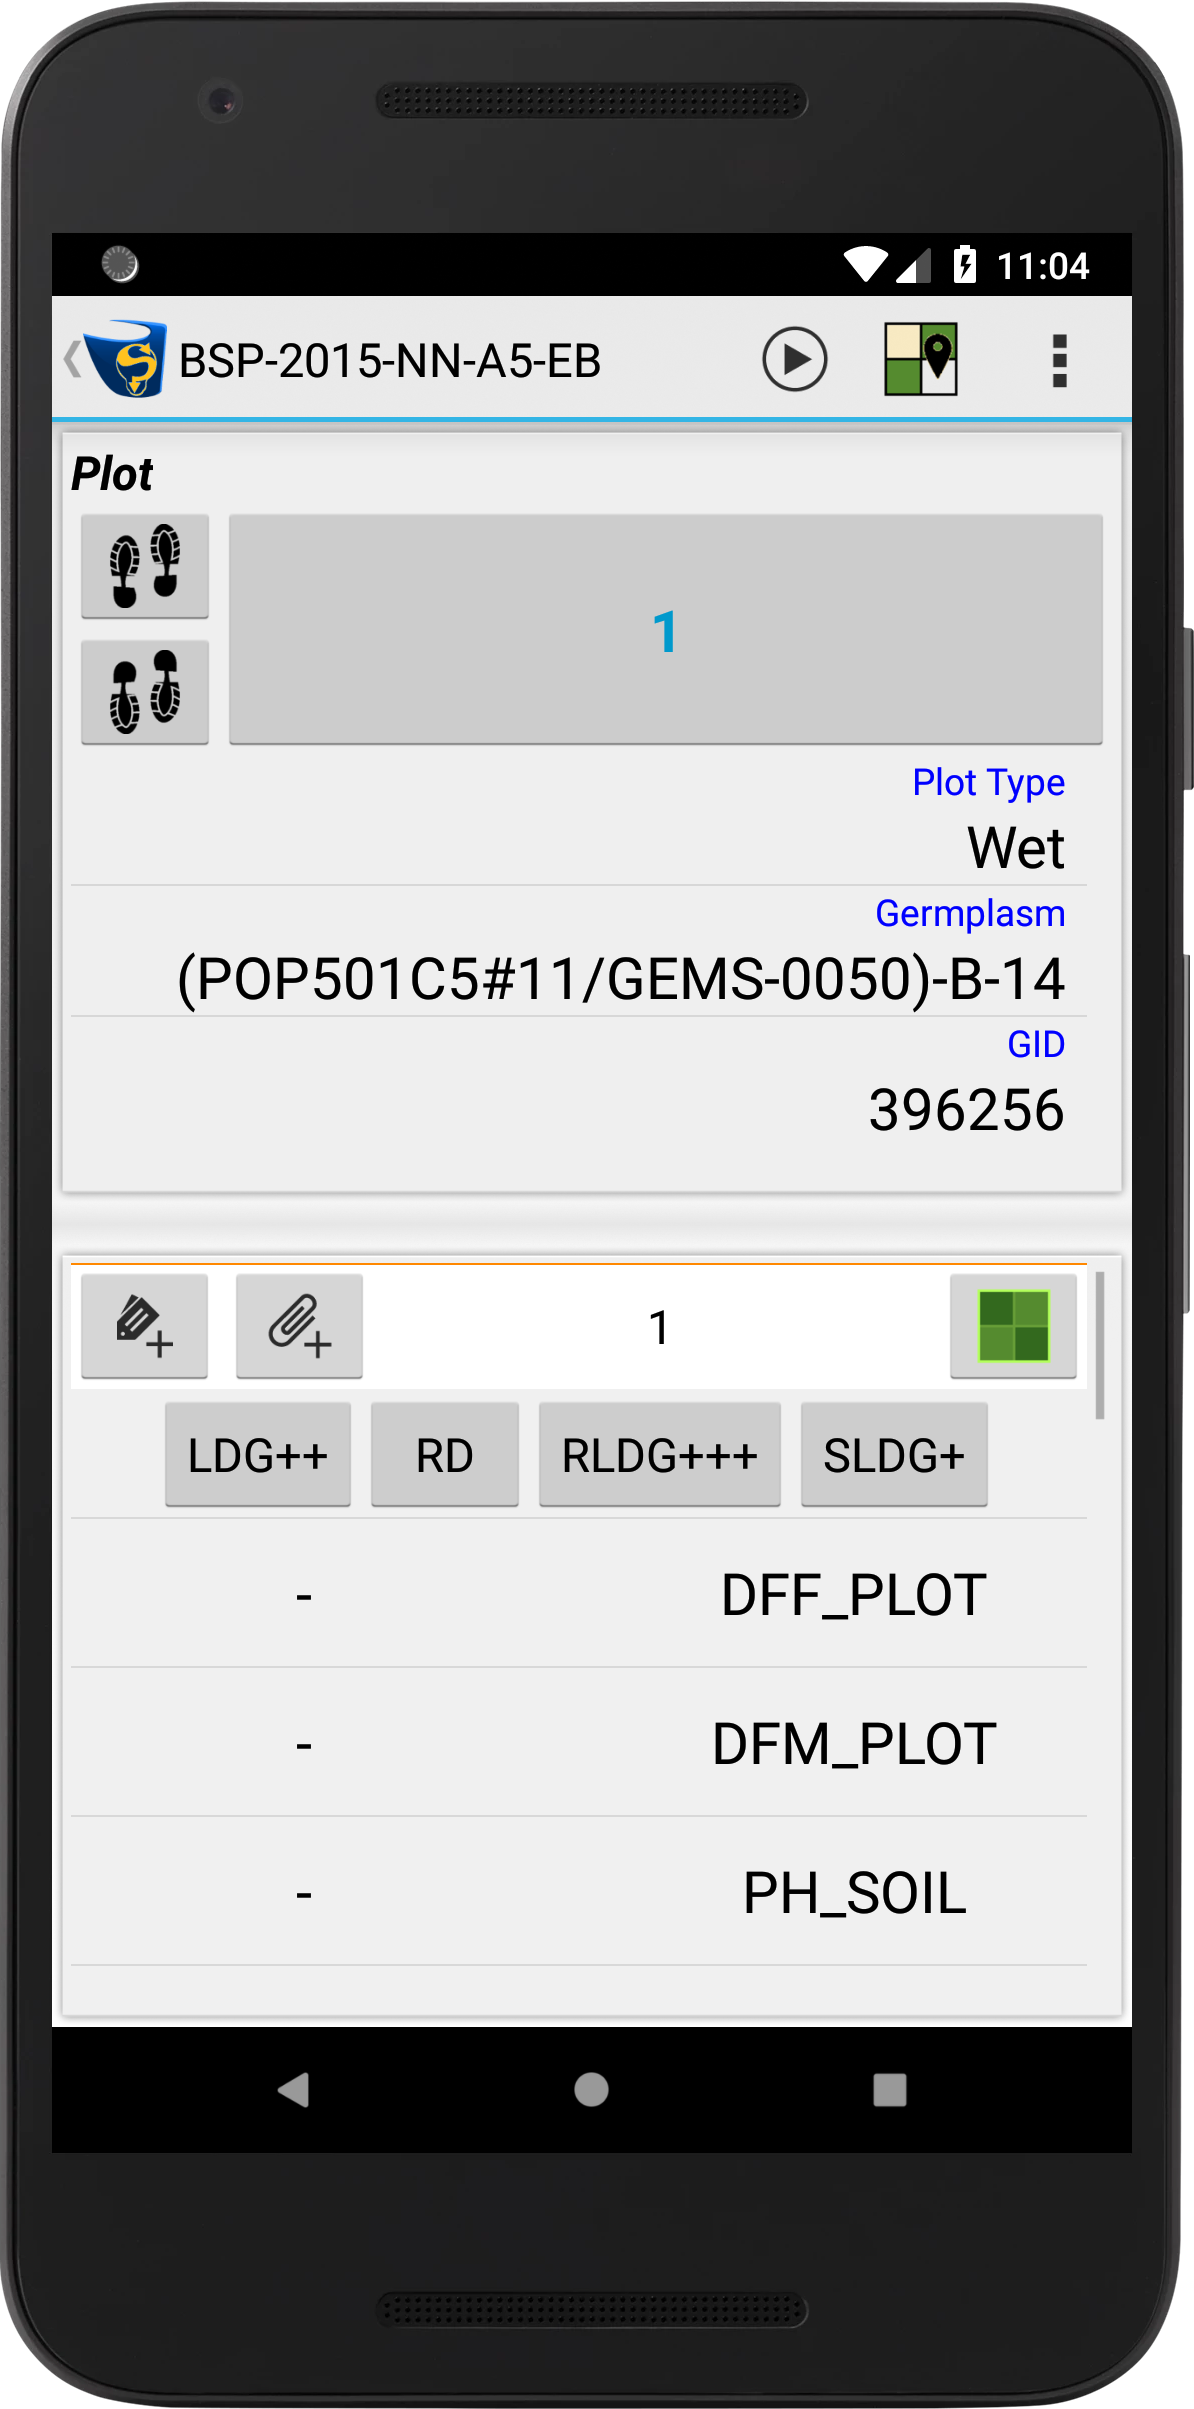 11:04
BSP-2015-NN-A5-EB
Plot
1
Plot Type
Wet
Germplasm
(POP501C5#11/GEMS-0050)-B-14
GID
396256
1
LDG++ RD RLDG+++ SLDG+
- DFF_PLOT
- DFM_PLOT
- PH_SOIL